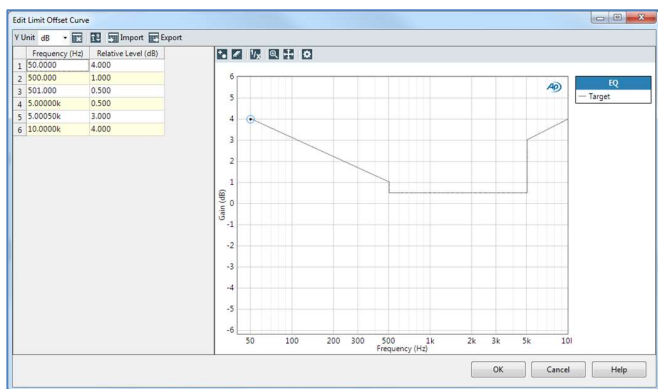 Edit Limit Offset Curve
Y Unit dB Import Export
Frequency (Hz) Relative Level (dB)
1 50.0000 4.000
2 500.000 1.000
3 501.000 0.500
4 5.00000k 0.500
5 5.00050k 3.000
6 10.0000k 4.000
AP
EQ
Target
Gain (dB)
6
5
4
3
2
1
0
-1
-2
-3
-4
-5
-6
50 100 200 300 500 1k 2k 3k 5k
Frequency (Hz)
OK Cancel Help